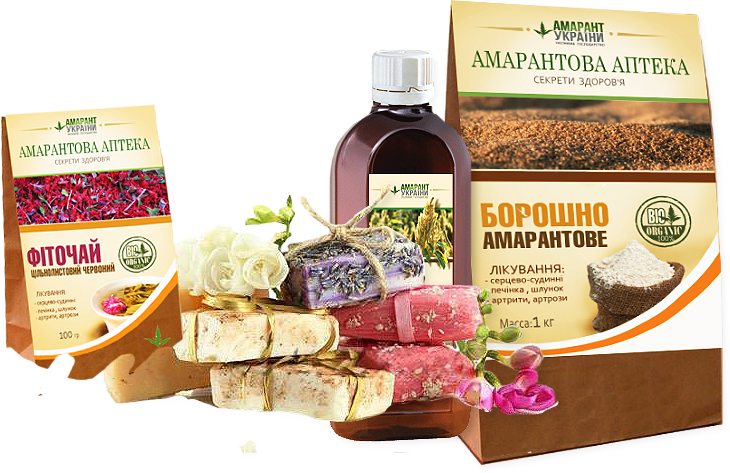 АМАРАНТ
УКРАЇНИ
АМАРАНТОВА АПТЕКА
СЕКРЕТИ ЗДОРОВ'Я
ФІТОЧАЙ
ЦІЛЬНОЛИСТОВИЙ ЧЕРВОНИЙ
BIO
ORGANIC
ЛІКУВАННЯ:
- серцево-судинні
- печінка, шлунок
- артрити, артрози
100 гр
АМАРАНТ
УКРАЇНИ
АМАРАНТ
УКРАЇНИ
АМАРАНТОВА АПТЕКА
СЕКРЕТИ ЗДОРОВ'Я
БОРОШНО
АМАРАНТОВЕ
BIO
ORGANIC
100%
ЛІКУВАННЯ:
- серцево-судинні
- печінка , шлунок
- артрити, артрози
Масса: 1 кг